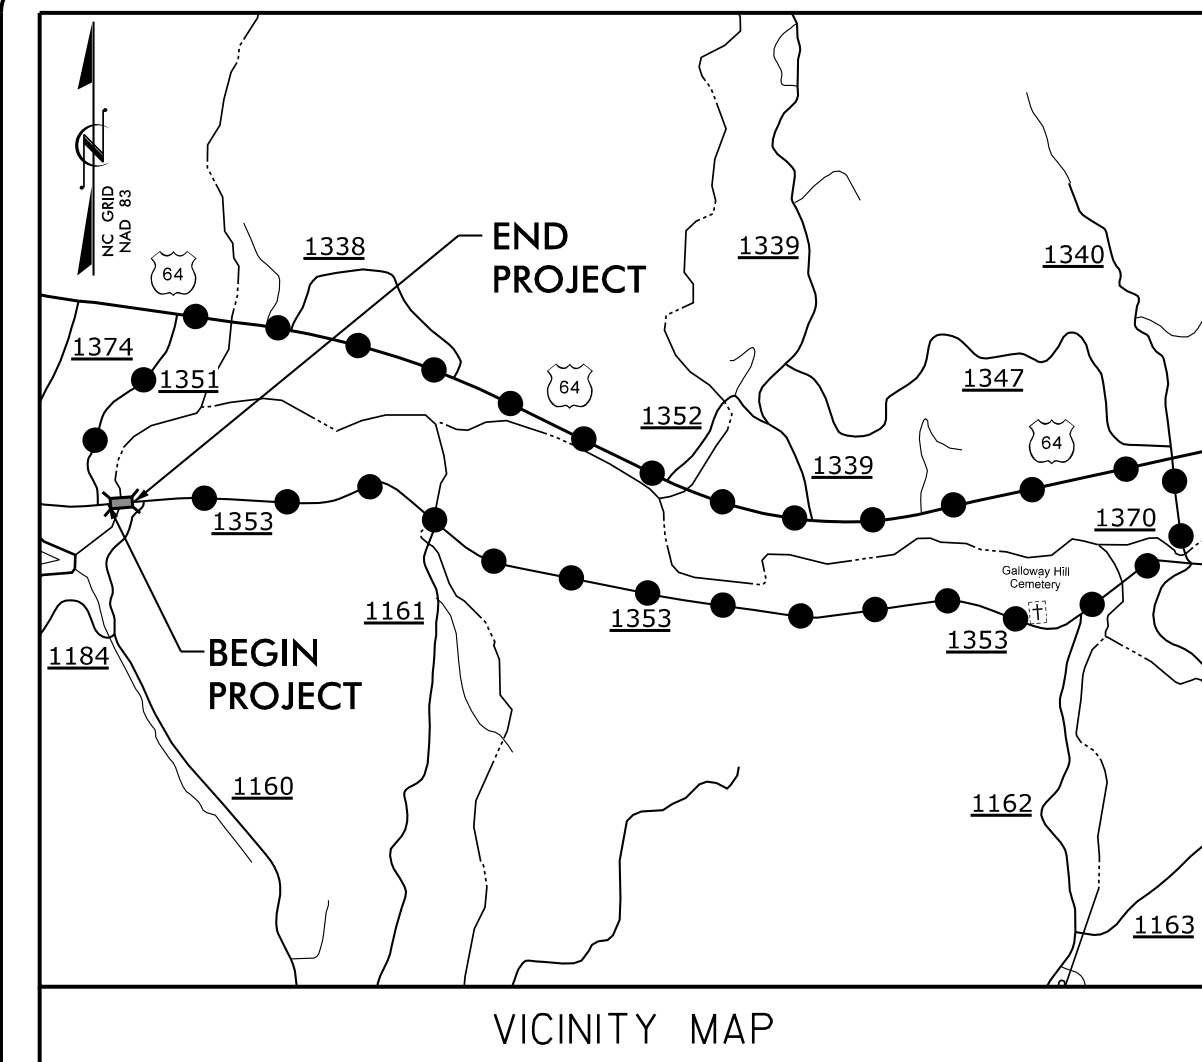 NC GRID
NAD 83
64
1338
END
PROJECT
1339
1340
1374
1351
64
1352
1347
1339
64
1353
1370
Galloway Hill
Cemetery
1161
1353
1353
1184
BEGIN
PROJECT
1160
1162
1163
VICINITY MAP